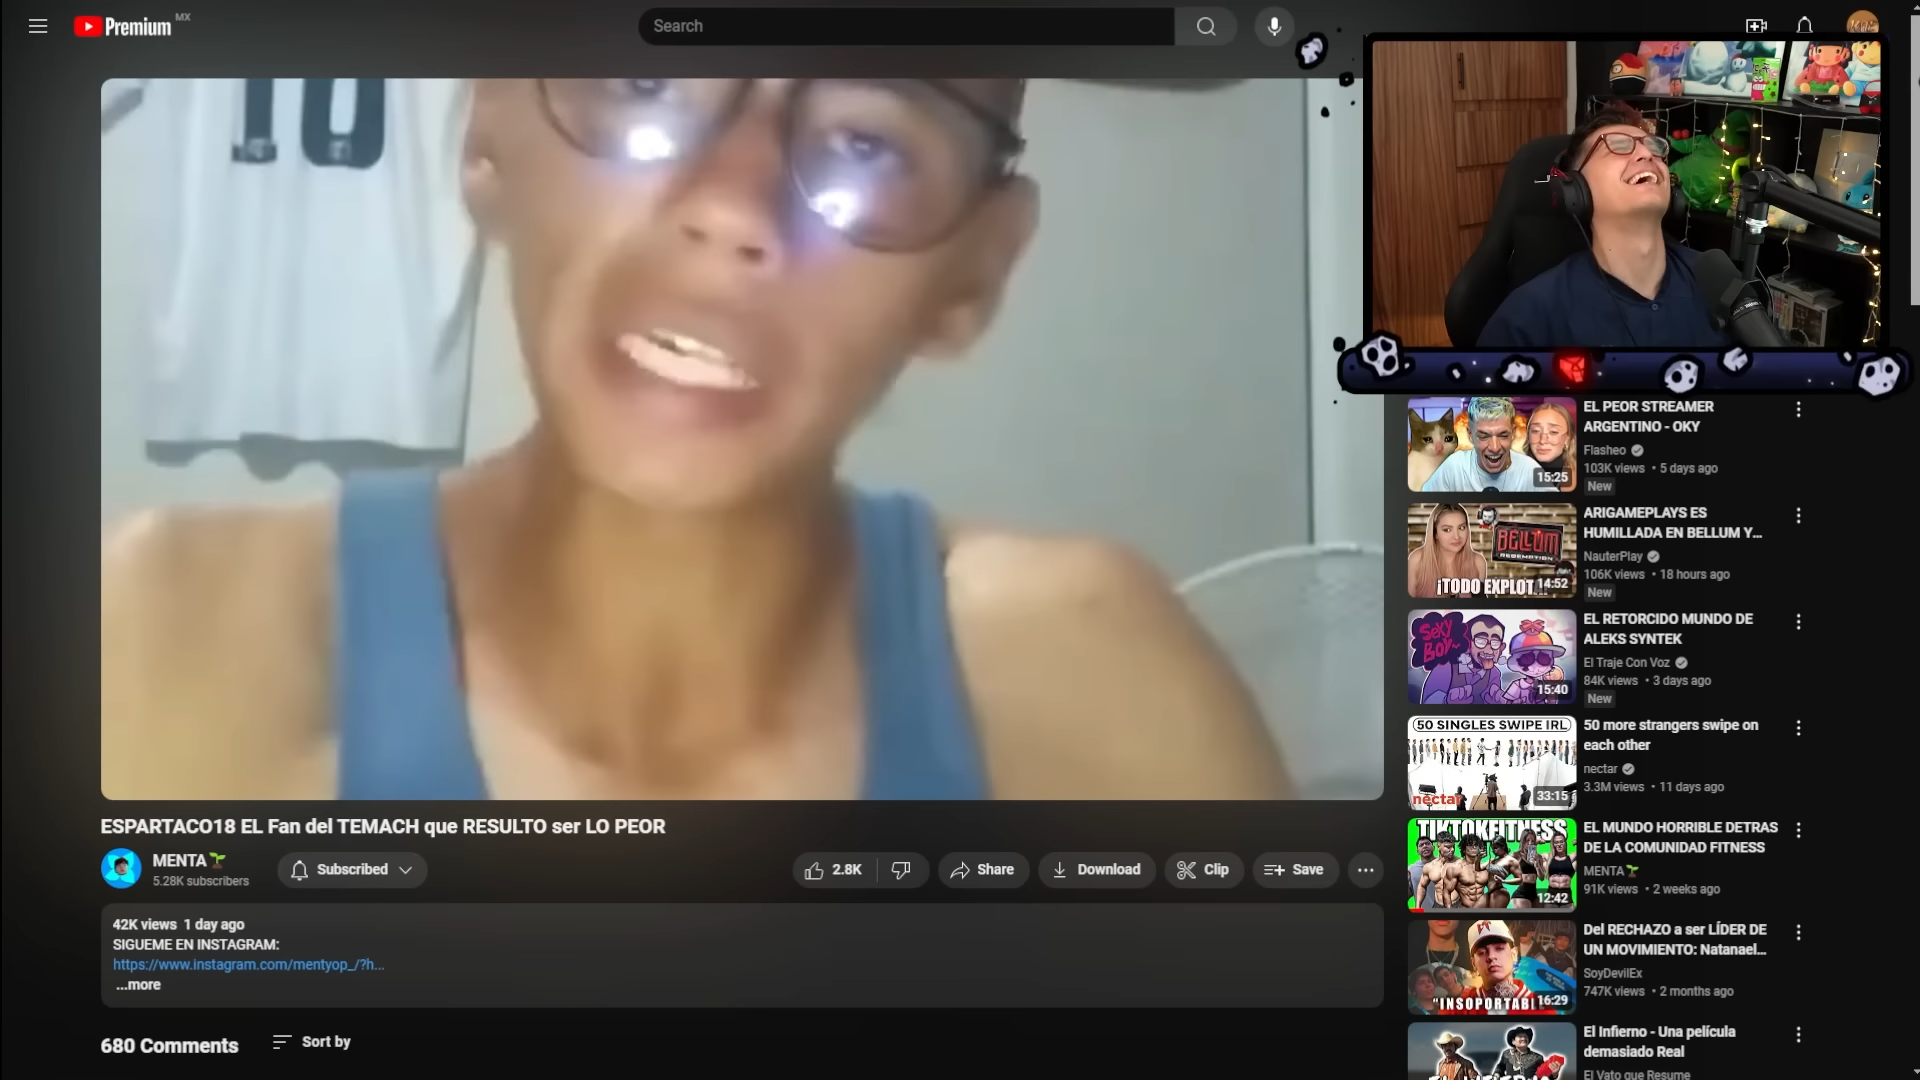 Premium MX
Search
10
ESPARTACO18 EL Fan del TEMACH que RESULTO ser LO PEOR
MENTA
5.28K subscribers
Subscribed
2.8K
Share
Download
Clip
Save
42K views 1 day ago
SIGUEME EN INSTAGRAM:
https://www.instagram.com/mentyop_/?h...
...more
680 Comments
Sort by
15:25
EL PEOR STREAMER
ARGENTINO - OKY
Flasheo
103K views • 5 days ago
New
BELLUM
REDEMPTION
¡TODO EXPLOT
14:52
ARIGAMEPLAYS ES
HUMILLADA EN BELLUM Y...
NauterPlay
106K views • 18 hours ago
New
SEXY
BOY
15:40
EL RETORCIDO MUNDO DE
ALEKS SYNTEK
El Traje Con Voz
84K views • 3 days ago
New
50 SINGLES SWIPE IRL
nectar
33:15
50 more strangers swipe on
each other
nectar
3.3M views • 11 days ago
TIKTOKFITNESS
12:42
EL MUNDO HORRIBLE DETRAS
DE LA COMUNIDAD FITNESS
MENTA
91K views • 2 weeks ago
"INSOPORTABL
16:29
Del RECHAZO a ser LÍDER DE
UN MOVIMIENTO: Natanael...
SoyDevilEx
747K views • 2 months ago
El Infierno - Una película
demasiado Real
El Vato que Resume